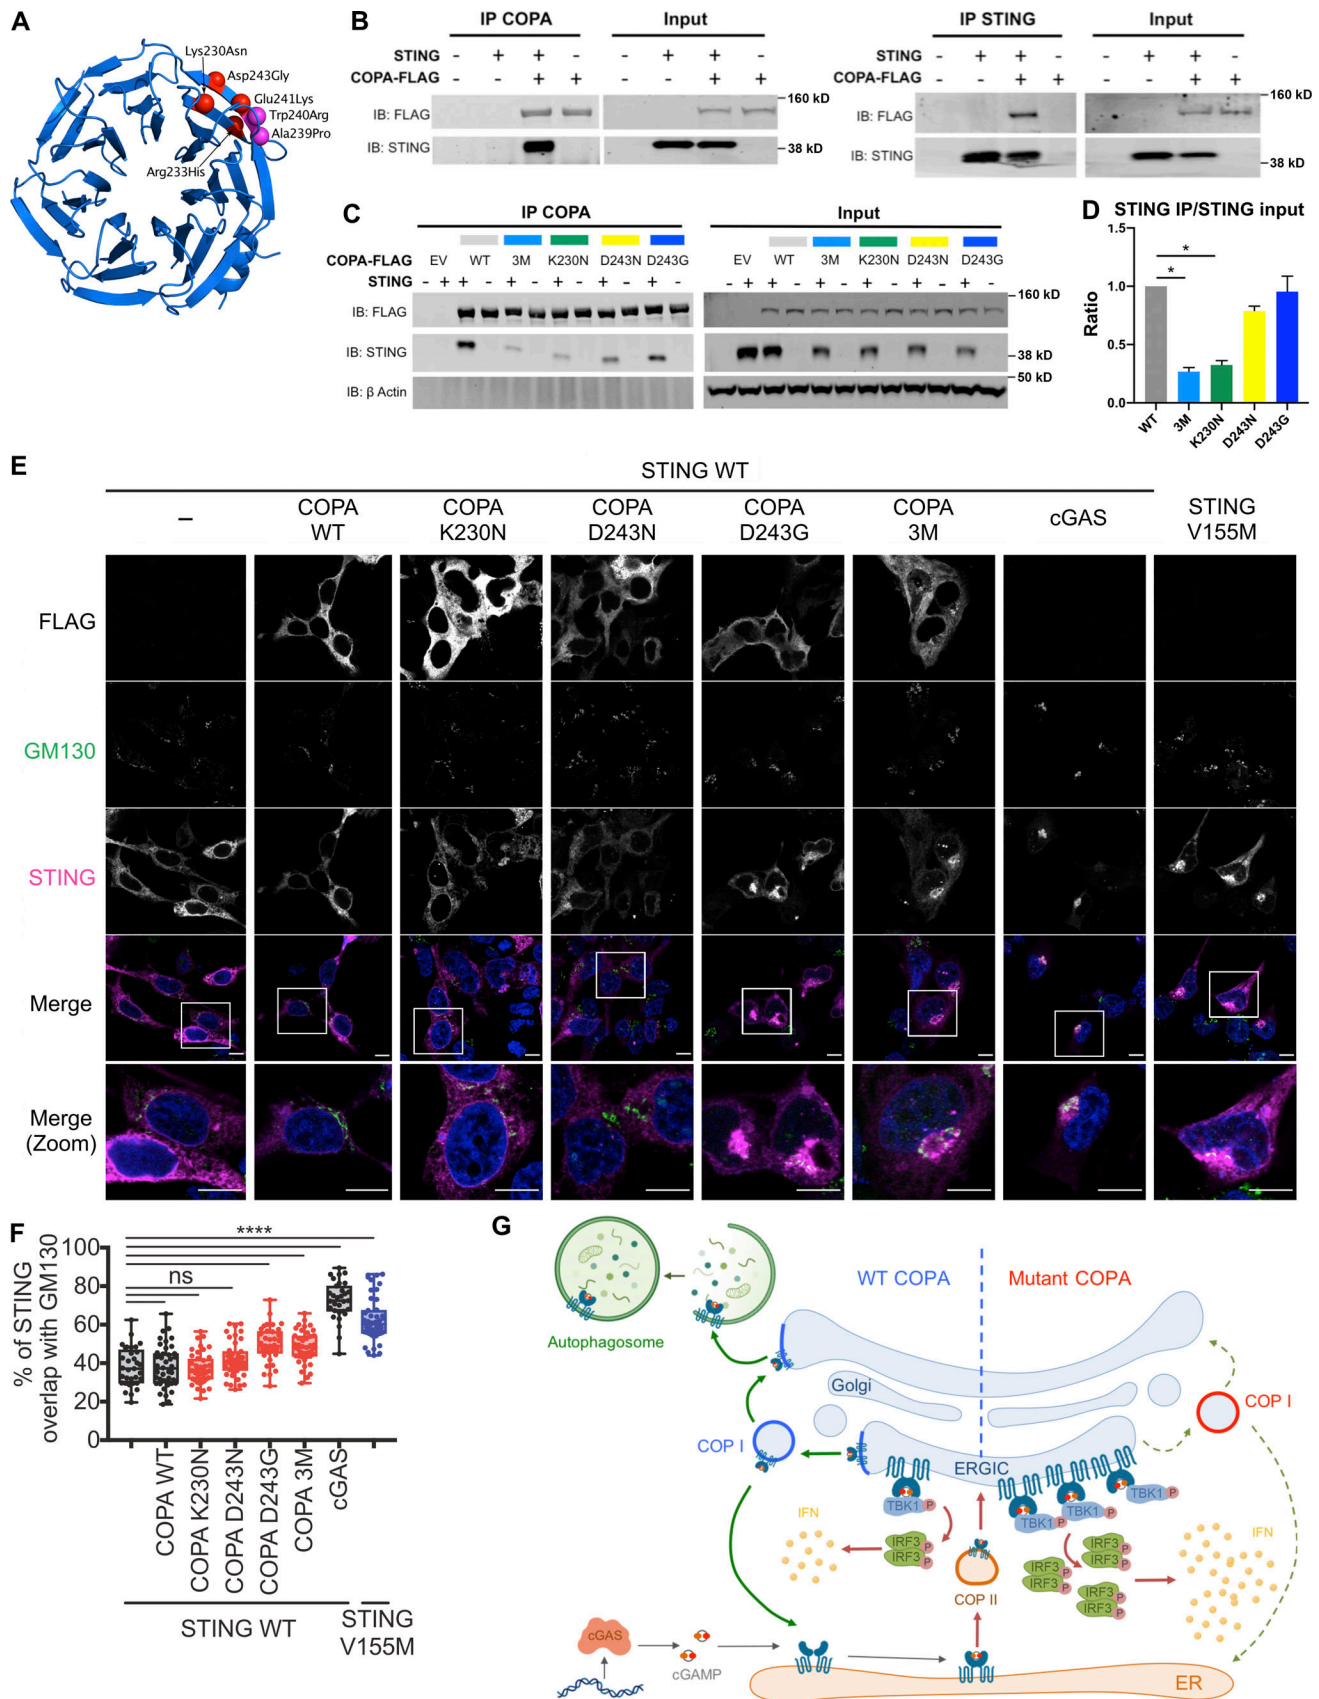 A
Lys230Asn
Asp243Gly
Glu241Lys
Trp240Arg
Ala239Pro
Arg233His
B
IP COPA Input
STING - + + - - + + -
COPA-FLAG - - + + - - + +
IB: FLAG
160 kD
IB: STING
38 kD
IP STING Input
STING - + + - - + + -
COPA-FLAG - - + + - - + +
IB: FLAG
160 kD
IB: STING
38 kD
C
IP COPA Input
COPA-FLAG EV WT 3M K230N D243N D243G EV WT 3M K230N D243N D243G
STING - + + - + - + - + - + - - + + - + - + - + - + -
IB: FLAG
160 kD
IB: STING
38 kD
50 kD
IB: β Actin
D
STING IP/STING input
1.5
1.0
0.5
0.0
Ratio
* *
WT 3M K230N D243N D243G
E
STING WT
– COPA WT COPA K230N COPA D243N COPA D243G COPA 3M cGAS STING V155M
FLAG
GM130
STING
Merge
Merge
(Zoom)
F
% of STING
overlap with GM130
100
80
60
40
20
0
****
ns
COPA WT
COPA K230N
COPA D243N
COPA D243G
COPA 3M
cGAS
STING WT
STING
V155M
G
WT COPA Mutant COPA
Autophagosome
Golgi
COP I
COP I
ERGIC
TBK1 P
TBK1 P
TBK1 P
TBK1 P
IFN
IRF3 P
IRF3 P
IRF3 P
IRF3 P
IRF3 P
IRF3 P
IRF3 P
IRF3 P
IFN
COP II
cGAS
cGAMP
ER